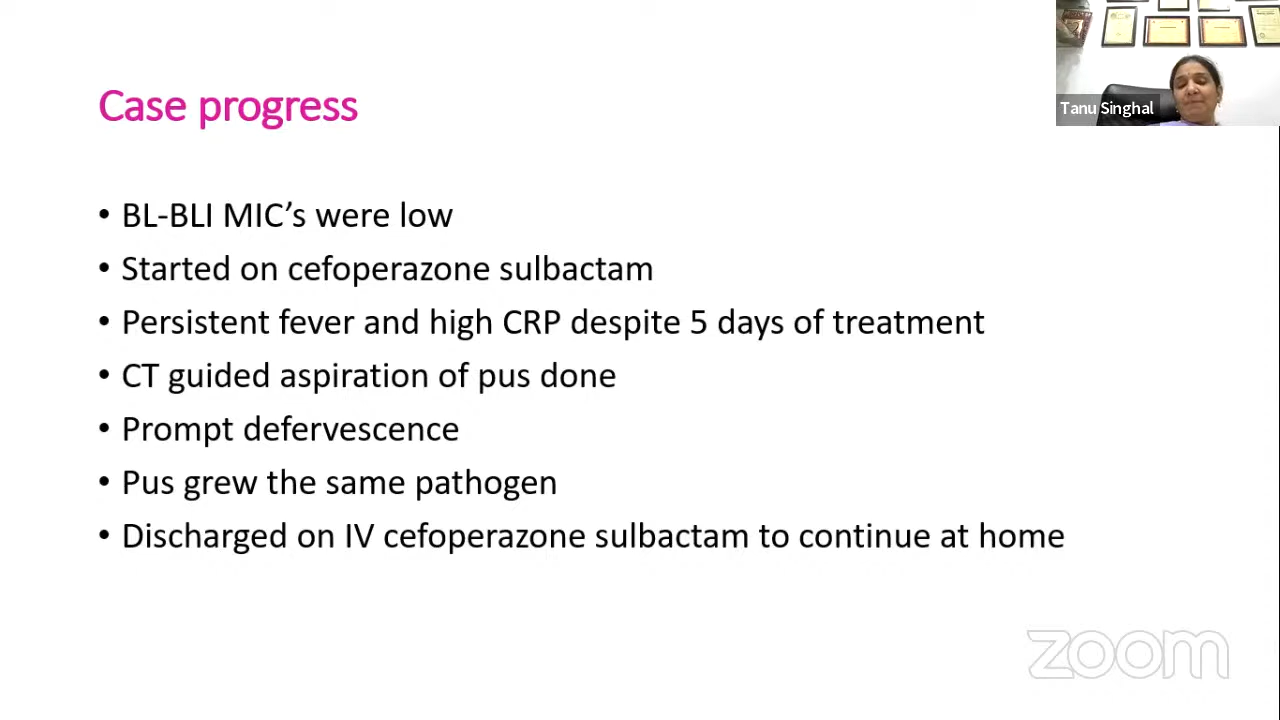 Case progress
• BL-BLI MIC’s were low
• Started on cefoperazone sulbactam
• Persistent fever and high CRP despite 5 days of treatment
• CT guided aspiration of pus done
• Prompt defervescence
• Pus grew the same pathogen
• Discharged on IV cefoperazone sulbactam to continue at home
Tanu Singhal
zoom